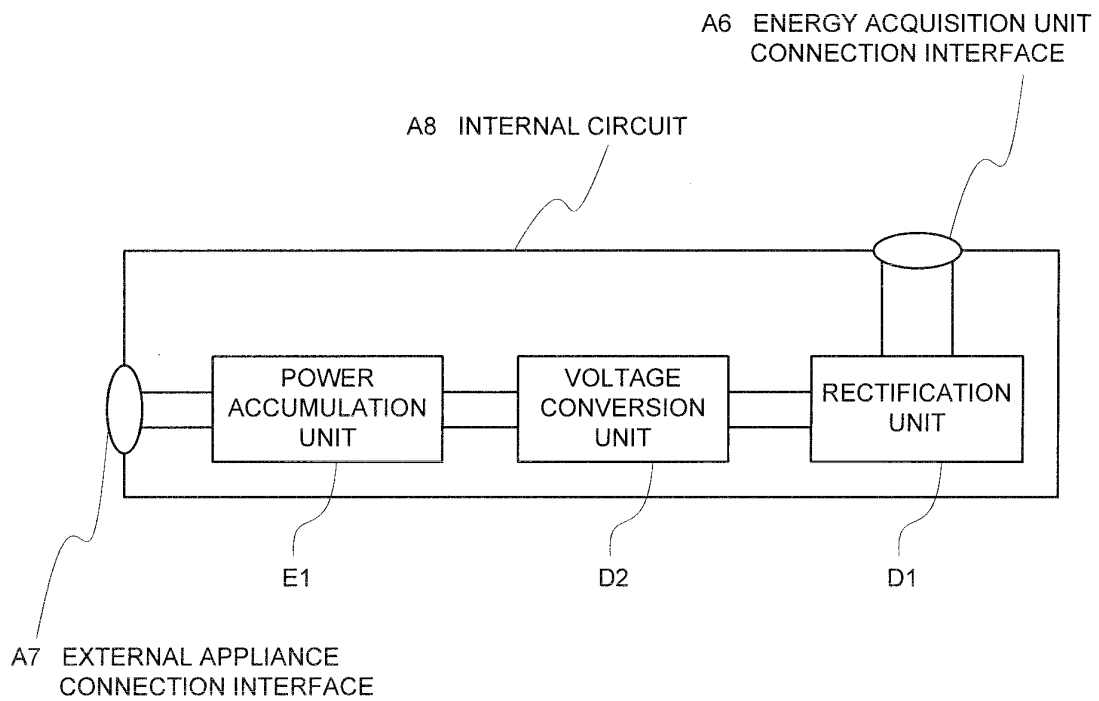 A6 ENERGY ACQUISITION UNIT
CONNECTION INTERFACE
A8 INTERNAL CIRCUIT
POWER
ACCUMULATION
UNIT
VOLTAGE
CONVERSION
UNIT
RECTIFICATION
UNIT
E1
D2
D1
A7 EXTERNAL APPLIANCE
CONNECTION INTERFACE